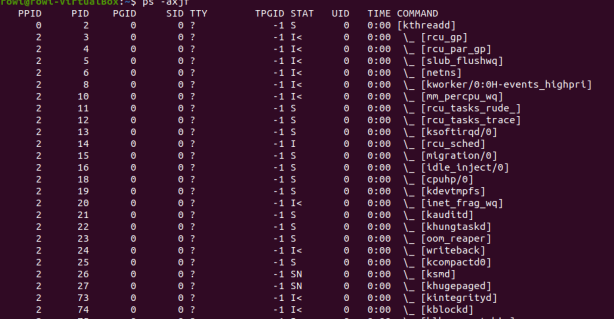 rowl@rowl-VirtualBox:~$ ps -axjf
PPID PID PGID SID TTY TPGID STAT UID TIME COMMAND
0 2 0 0 ? -1 S 0 0:00 [kthreadd]
2 3 0 0 ? -1 I< 0 0:00 \_ [rcu_gp]
2 4 0 0 ? -1 I< 0 0:00 \_ [rcu_par_gp]
2 5 0 0 ? -1 I< 0 0:00 \_ [slub_flushwq]
2 6 0 0 ? -1 I< 0 0:00 \_ [netns]
2 8 0 0 ? -1 I< 0 0:00 \_ [kworker/0:0H-events_highpri]
2 10 0 0 ? -1 I< 0 0:00 \_ [mm_percpu_wq]
2 11 0 0 ? -1 S 0 0:00 \_ [rcu_tasks_rude_]
2 12 0 0 ? -1 S 0 0:00 \_ [rcu_tasks_trace]
2 13 0 0 ? -1 S 0 0:00 \_ [ksoftirqd/0]
2 14 0 0 ? -1 I 0 0:00 \_ [rcu_sched]
2 15 0 0 ? -1 S 0 0:00 \_ [migration/0]
2 16 0 0 ? -1 S 0 0:00 \_ [idle_inject/0]
2 18 0 0 ? -1 S 0 0:00 \_ [cpuhp/0]
2 19 0 0 ? -1 S 0 0:00 \_ [kdevtmpfs]
2 20 0 0 ? -1 I< 0 0:00 \_ [inet_frag_wq]
2 21 0 0 ? -1 S 0 0:00 \_ [kauditd]
2 22 0 0 ? -1 S 0 0:00 \_ [khungtaskd]
2 23 0 0 ? -1 S 0 0:00 \_ [oom_reaper]
2 24 0 0 ? -1 I< 0 0:00 \_ [writeback]
2 25 0 0 ? -1 S 0 0:00 \_ [kcompactd0]
2 26 0 0 ? -1 SN 0 0:00 \_ [ksmd]
2 27 0 0 ? -1 SN 0 0:00 \_ [khugepaged]
2 73 0 0 ? -1 I< 0 0:00 \_ [kintegrityd]
2 74 0 0 ? -1 I< 0 0:00 \_ [kblockd]